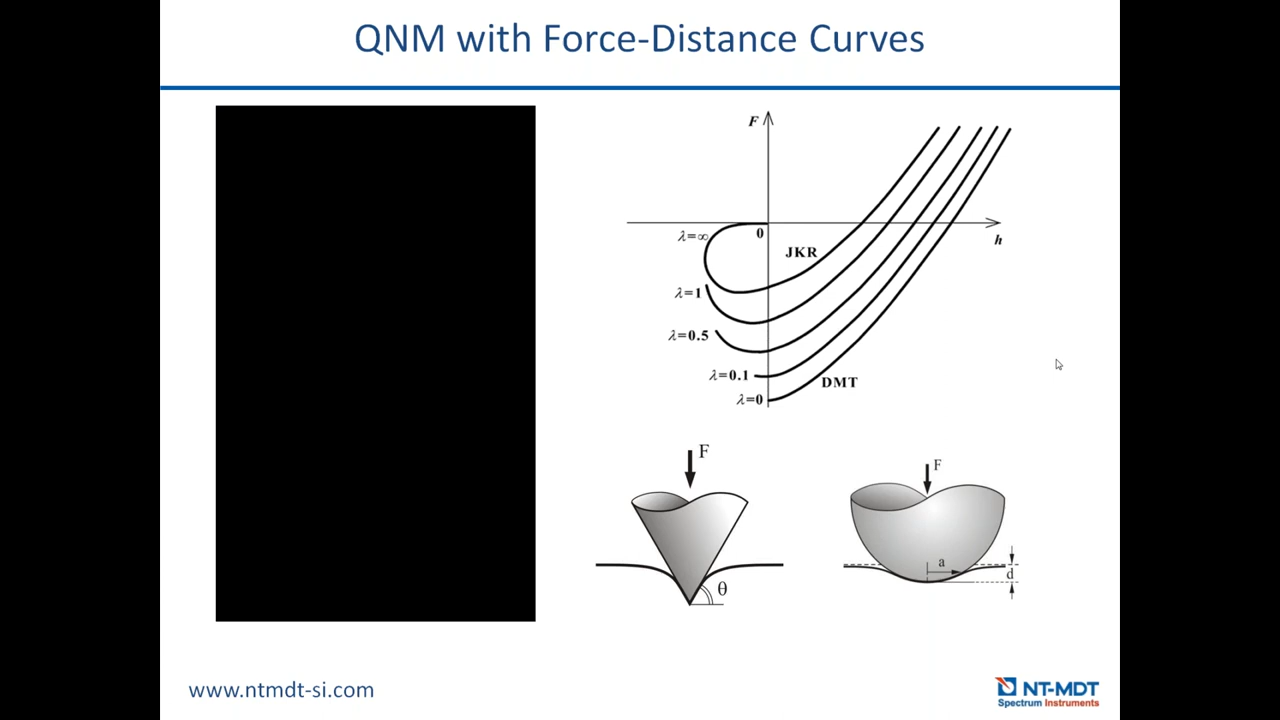 QNM with Force-Distance Curves
F
0
h
λ=∞
JKR
λ=1
λ=0.5
λ=0.1
DMT
λ=0
F
θ
F
a
d
www.ntmdt-si.com
NT-MDT
Spectrum Instruments